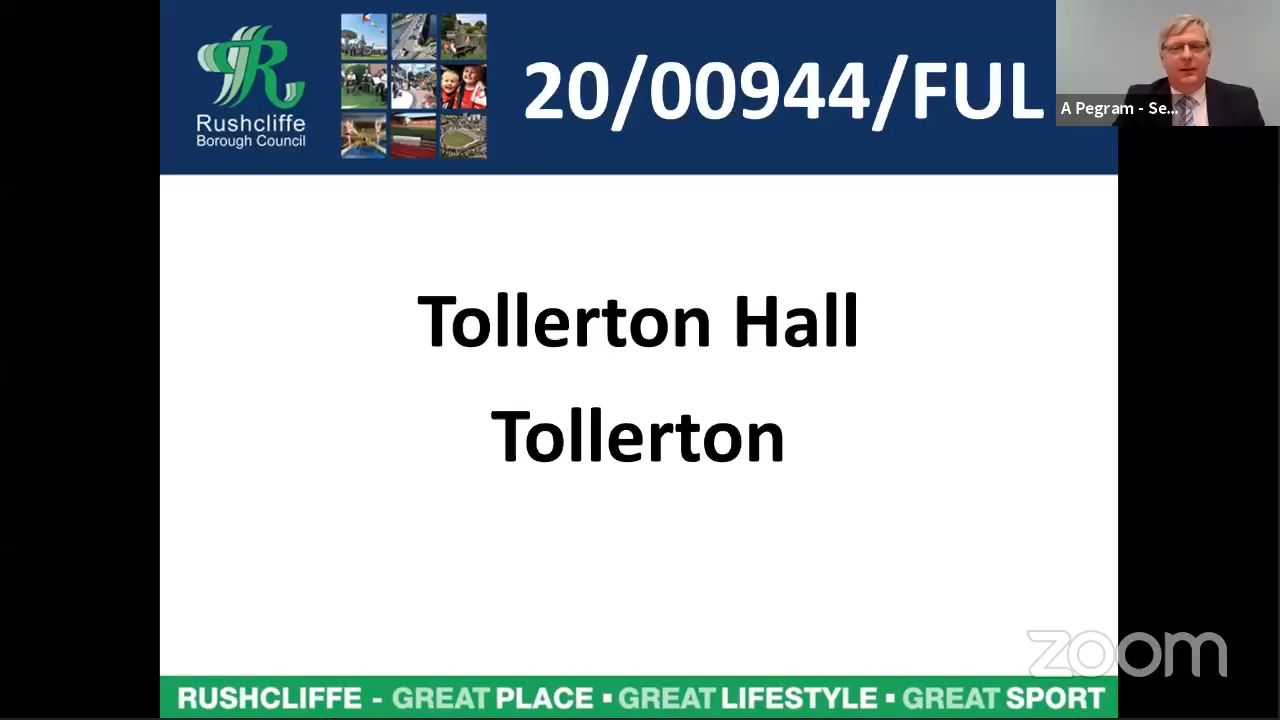 Rushcliffe
Borough Council
20/00944/FUL
A Pegram - Se...
Tollerton Hall
Tollerton
zoom
RUSHCLIFFE - GREAT PLACE ▪ GREAT LIFESTYLE ▪ GREAT SPORT